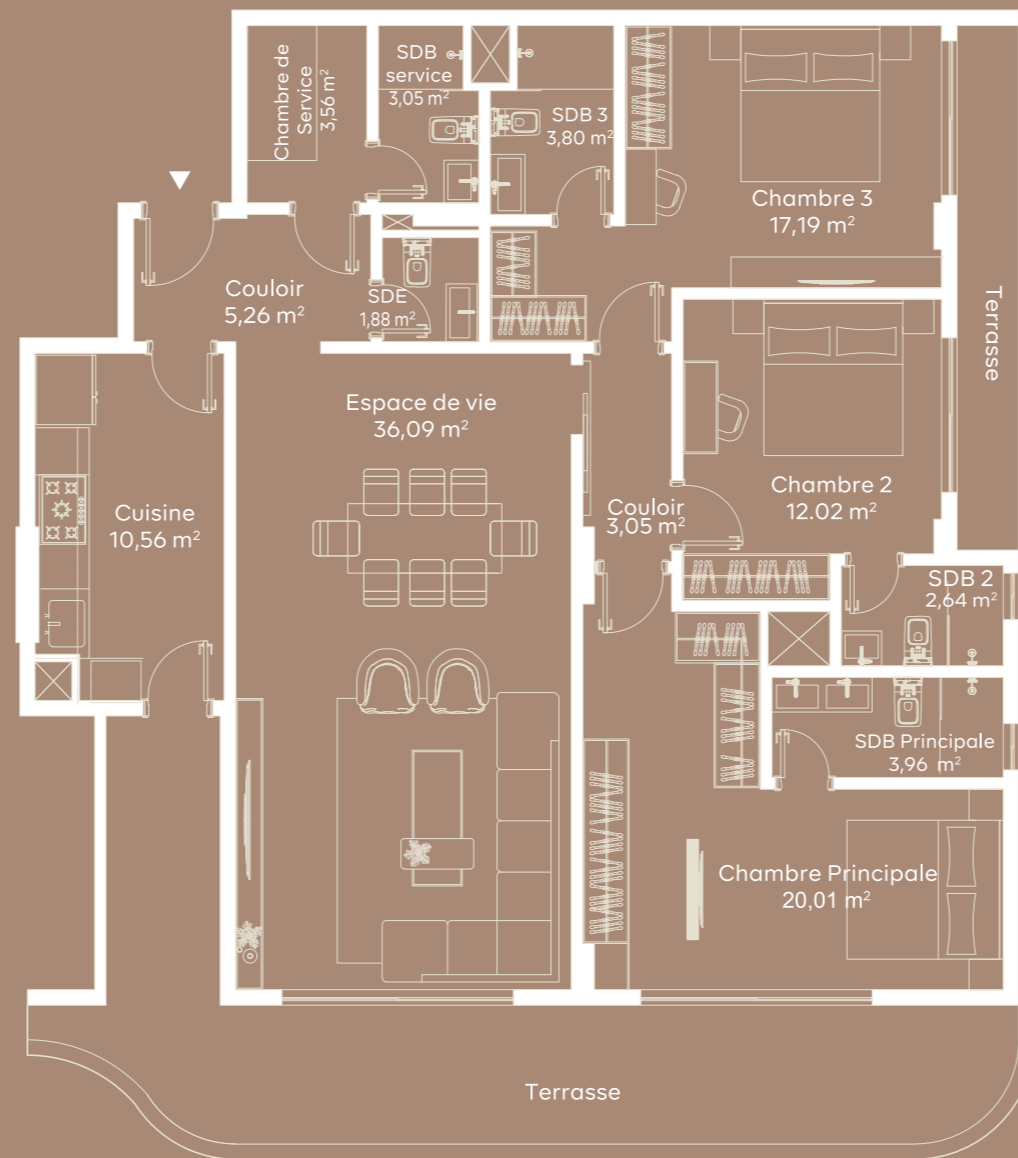 Chambre de
Service
3,56 m²
SDB
service
3,05 m²
SDB 3
3,80 m²
Chambre 3
17,19 m²
Couloir
5,26 m²
SDE
1,88 m²
Terrasse
Espace de vie
36,09 m²
Chambre 2
12.02 m²
Couloir
3,05 m²
Cuisine
10,56 m²
SDB 2
2,64 m²
SDB Principale
3,96 m²
Chambre Principale
20,01 m²
Terrasse